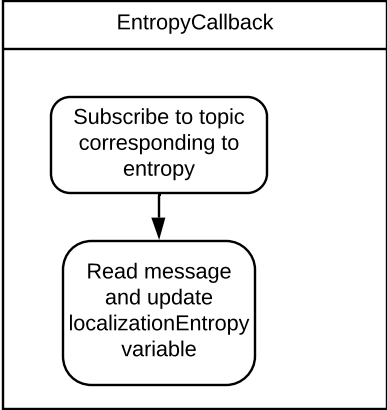 EntropyCallback
Subscribe to topic
corresponding to
entropy
Read message
and update
localizationEntropy
variable